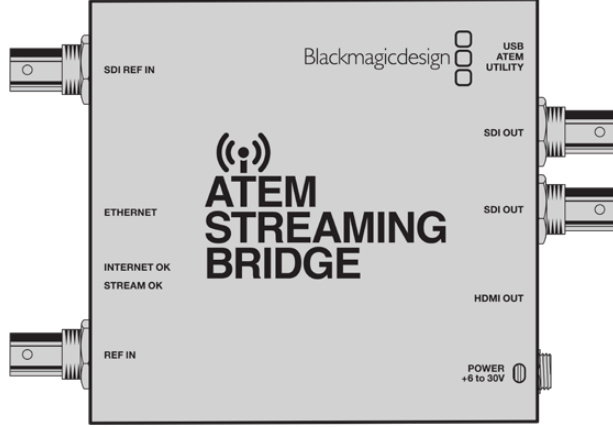 SDI REF IN
Blackmagicdesign
USB
ATEM
UTILITY
SDI OUT
ETHERNET
ATEM
STREAMING
BRIDGE
SDI OUT
INTERNET OK
STREAM OK
HDMI OUT
REF IN
POWER
+6 to 30V